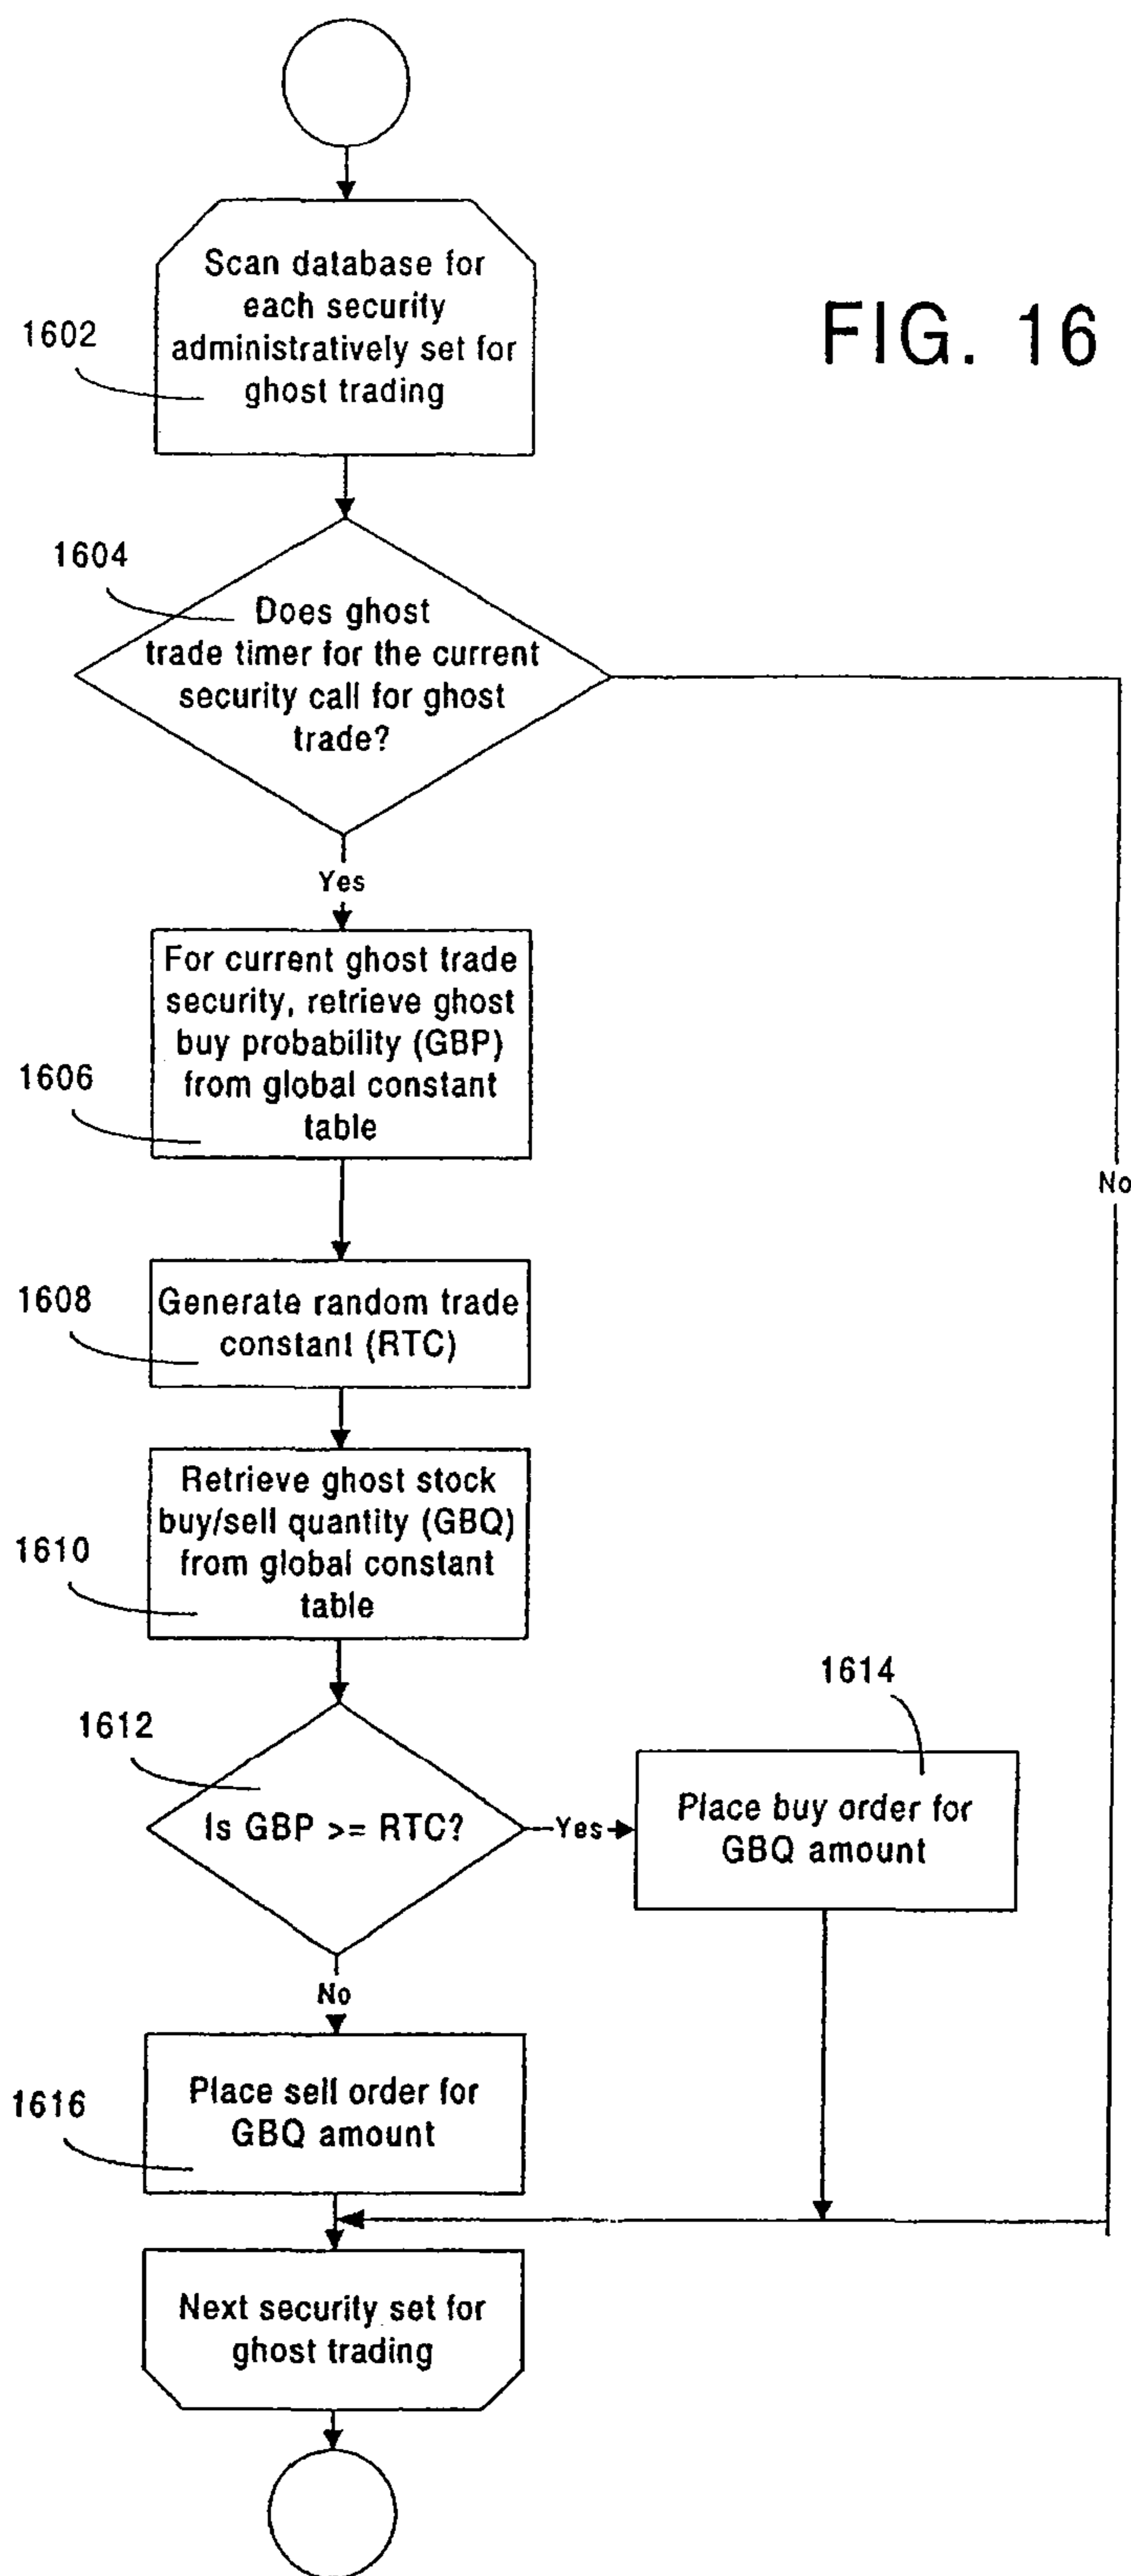 FIG. 16
Scan database for
each security
administratively set for
ghost trading
1602
1604
Does ghost
trade timer for the current
security call for ghost
trade?
Yes
No
For current ghost trade
security, retrieve ghost
buy probability (GBP)
from global constant
table
1606
Generate random trade
constant (RTC)
1608
Retrieve ghost stock
buy/sell quantity (GBQ)
from global constant
table
1610
1612
Is GBP >= RTC?
Yes
1614
Place buy order for
GBQ amount
No
Place sell order for
GBQ amount
1616
Next security set for
ghost trading